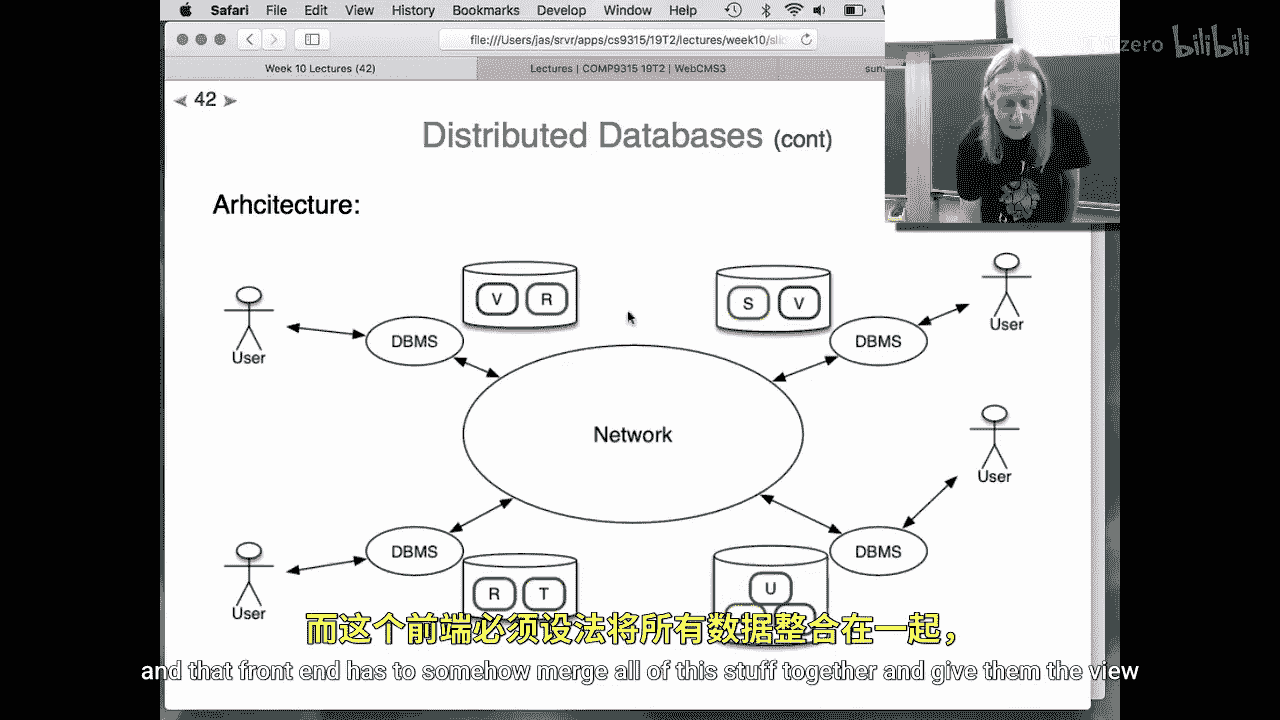 Safari File Edit View History Bookmarks Develop Window Help
file:///Users/jas/srvr/apps/cs9315/19T2/lectures/week10/slid
zero bilibili
Week 10 Lectures (42)
Lectures | COMP9315 19T2 | WebCMS3
42
Distributed Databases (cont)
Arhcitecture:
V R
S V
User
DBMS
DBMS
User
Network
User
DBMS
DBMS
User
R T
U
而这个前端必须设法将所有数据整合在一起,
and that front end has to somehow merge all of this stuff together and give them the view